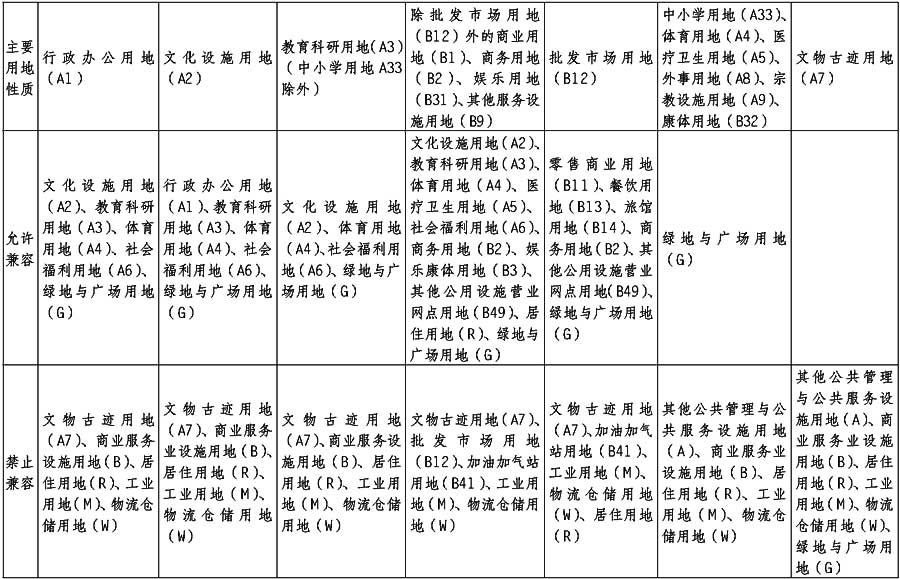 主要
用地
性质
行政办公用地
(A1)
文化设施用地
(A2)
教育科研用地(A3)
(中小学用地A33
除外)
除批发市场用地
(B12)外的商业用
地(B1)、商务用地
(B2)、娱乐用地
(B31)、其他服务设
施用地(B9)
批发市场用地
(B12)
中小学用地(A33)、
体育用地(A4)、医
疗卫生用地(A5)、
外事用地(A8)、宗
教设施用地(A9)、
康体用地(B32)
文物古迹用地
(A7)
允许
兼容
文化设施用地
(A2)、教育科研
用地(A3)、体育
用地(A4)、社会
福利用地(A6)、
绿地与广场用地
(G)
行政办公用地
(A1)、教育科研
用地(A3)、体育
用地(A4)、社会
福利用地(A6)、
绿地与广场用地
(G)
文化设施用地
(A2)、体育用地
(A4)、社会福利用
地(A6)、绿地与广
场用地(G)
文化设施用地(A2)、
教育科研用地(A3)、
体育用地(A4)、医
疗卫生用地(A5)、
社会福利用地(A6)、
商务用地(B2)、娱
乐康体用地(B3)、
其他公用设施营业
网点用地(B49)、居
住用地(R)、绿地与
广场用地(G)
零售商业用地
(B11)、餐饮用
地(B13)、旅馆
用地(B14)、商
务用地(B2)、其
他公用设施营业
网点用地(B49)、
绿地与广场用地
(G)
绿地与广场用地
(G)
禁止
兼容
文物古迹用地
(A7)、商业服务
设施用地(B)、居
住用地(R)、工业
用地(M)、物流仓
储用地(W)
文物古迹用地
(A7)、商业服务
业设施用地(B)、
居住用地(R)、
工业用地(M)、
物流仓储用地
(W)
文物古迹用地
(A7)、商业服务设
施用地(B)、居住
用地(R)、工业用
地(M)、物流仓储
用地(W)
文物古迹用地(A7)、
批发市场用地
(B12)、加油加气站
用地(B41)、工业用
地(M)、物流仓储用
地(W)
文物古迹用地
(A7)、加油加气站
用地(B41)、
工业用地(M)、
物流仓储用地
(W)、居住用地
(R)
其他公共管理与公
共服务设施用地
(A)、商业服务业
设施用地(B)、居
住用地(R)、工业
用地(M)、物流仓
储用地(W)
其他公共管理
与公共服务设
施用地(A)、商
业服务业设施
用地(B)、居住
用地(R)、工业
用地(M)、物流
仓储用地(W)、
绿地与广场用
地(G)